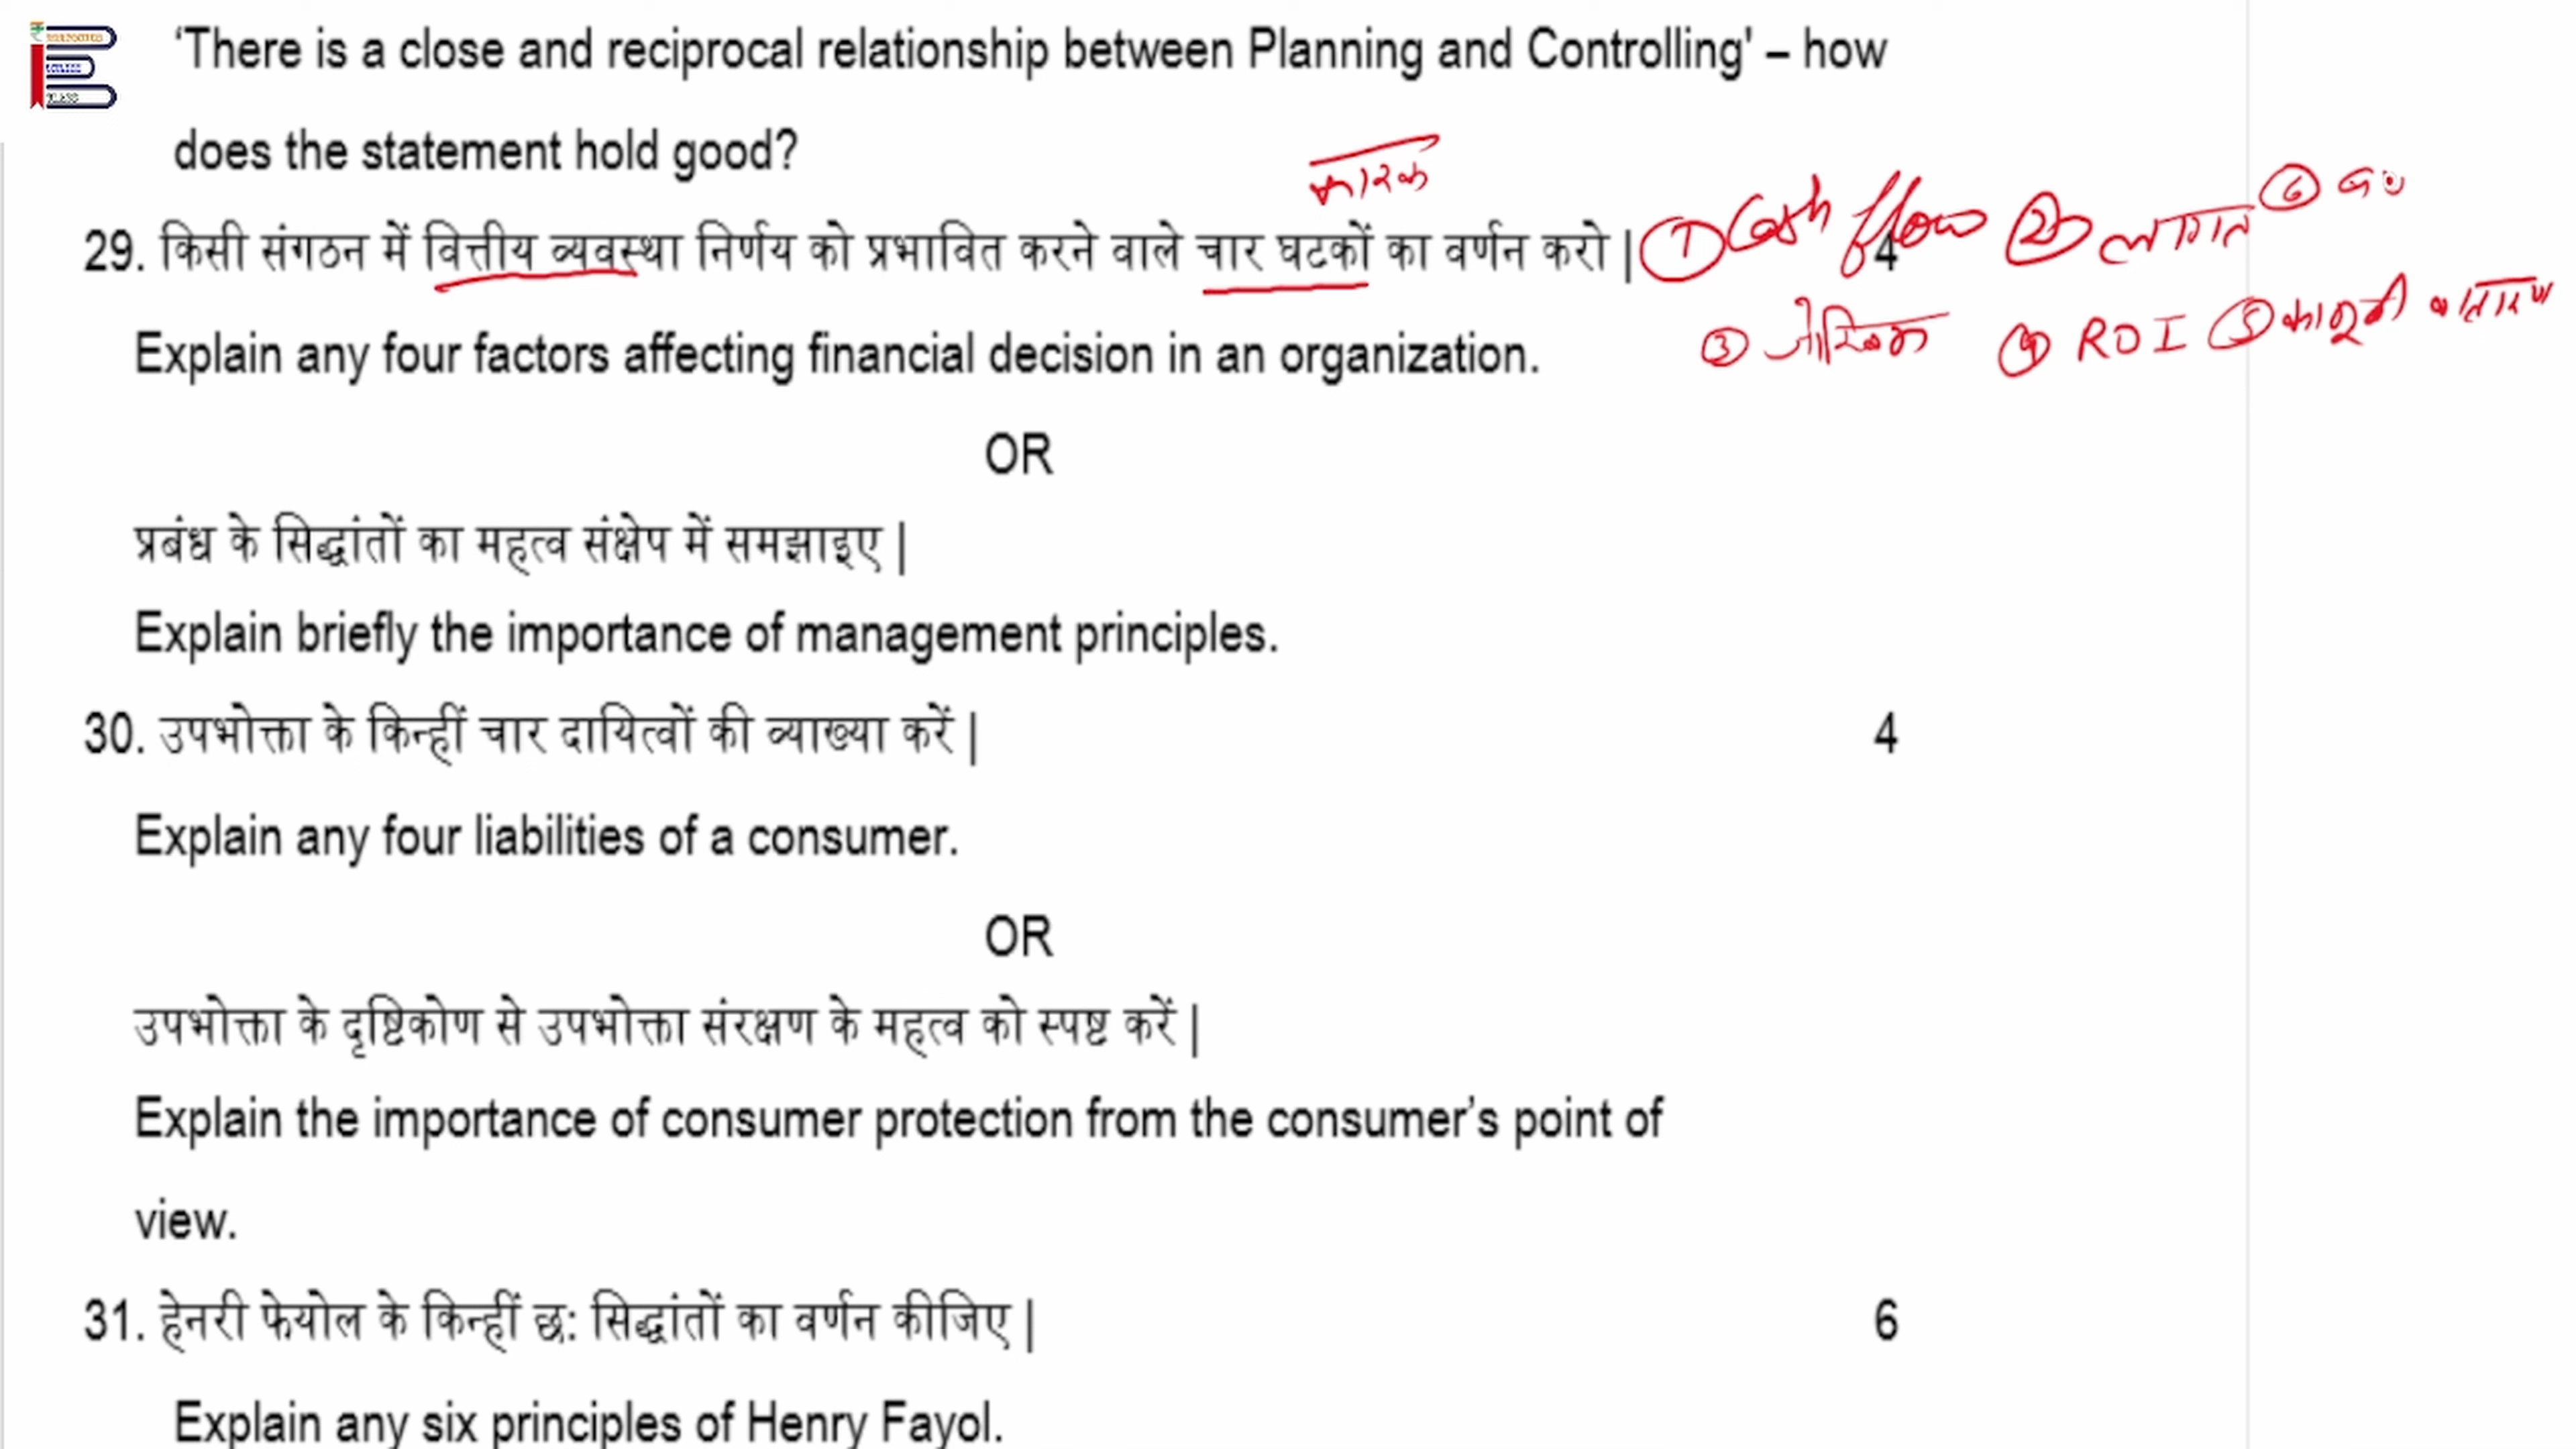 ‘There is a close and reciprocal relationship between Planning and Controlling' – how
does the statement hold good?
कारक
29. किसी संगठन में वित्तीय व्यवस्था निर्णय को प्रभावित करने वाले चार घटकों का वर्णन करो | 4
① Cash flow ② लागत ⑥
Explain any four factors affecting financial decision in an organization.
③ जोखिम ④ ROI ⑤ कानूनी
OR
प्रबंध के सिद्धांतों का महत्व संक्षेप में समझाइए |
Explain briefly the importance of management principles.
30. उपभोक्ता के किन्हीं चार दायित्वों की व्याख्या करें | 4
Explain any four liabilities of a consumer.
OR
उपभोक्ता के दृष्टिकोण से उपभोक्ता संरक्षण के महत्व को स्पष्ट करें |
Explain the importance of consumer protection from the consumer’s point of
view.
31. हेनरी फेयोल के किन्हीं छ: सिद्धांतों का वर्णन कीजिए | 6
Explain any six principles of Henry Fayol.